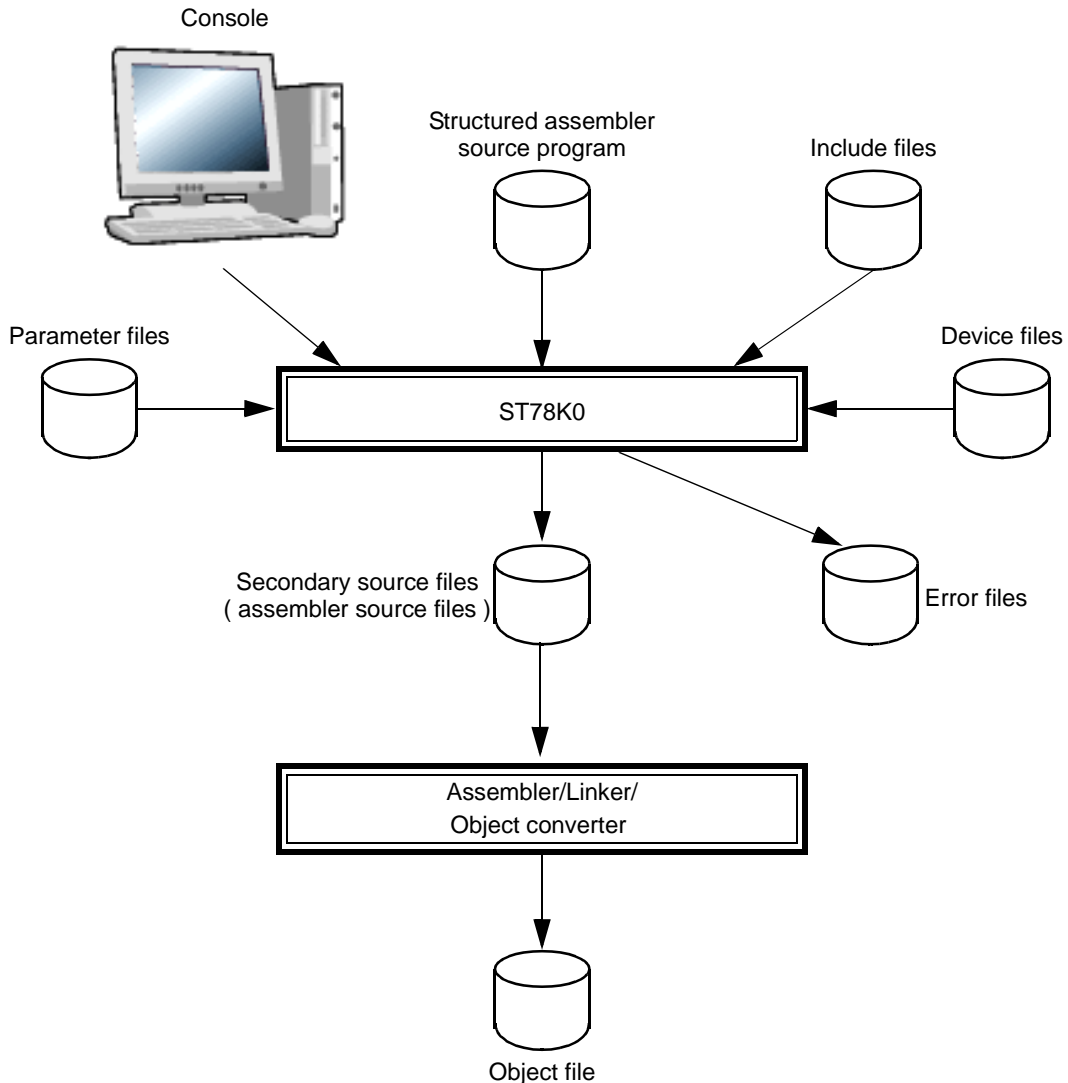 Console
Structured assembler
source program
Include files
Parameter files
Device files
ST78K0
Secondary source files
( assembler source files )
Error files
Assembler/Linker/
Object converter
Object file